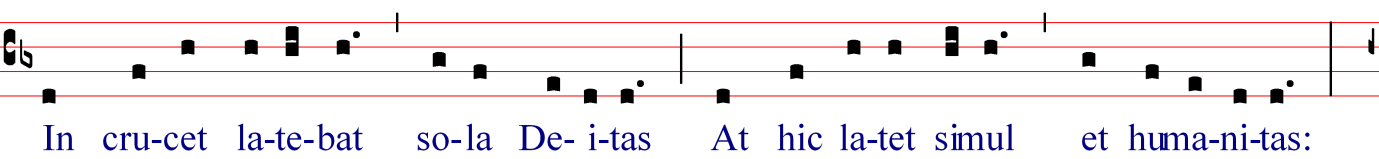 In cru-cet la-te-bat so-la De- i-tas At hic la-tet simul et huma-ni-tas: